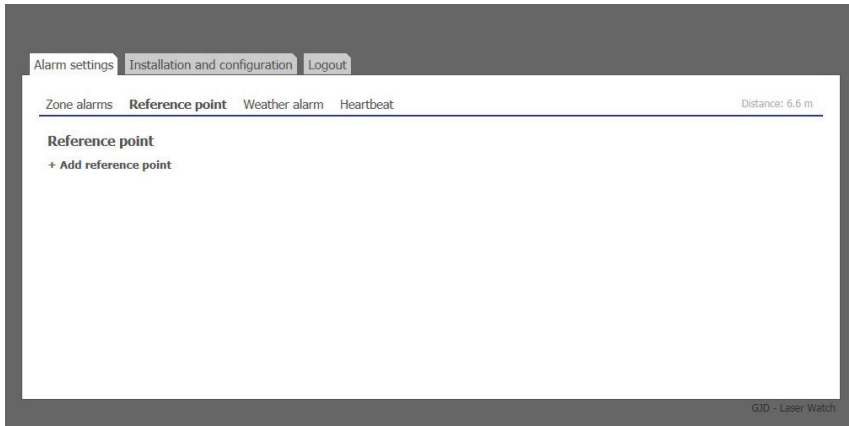 Alarm settings Installation and configuration Logout
Zone alarms Reference point Weather alarm Heartbeat Distance: 6.6 m
Reference point
+ Add reference point
GJD - Laser Watch